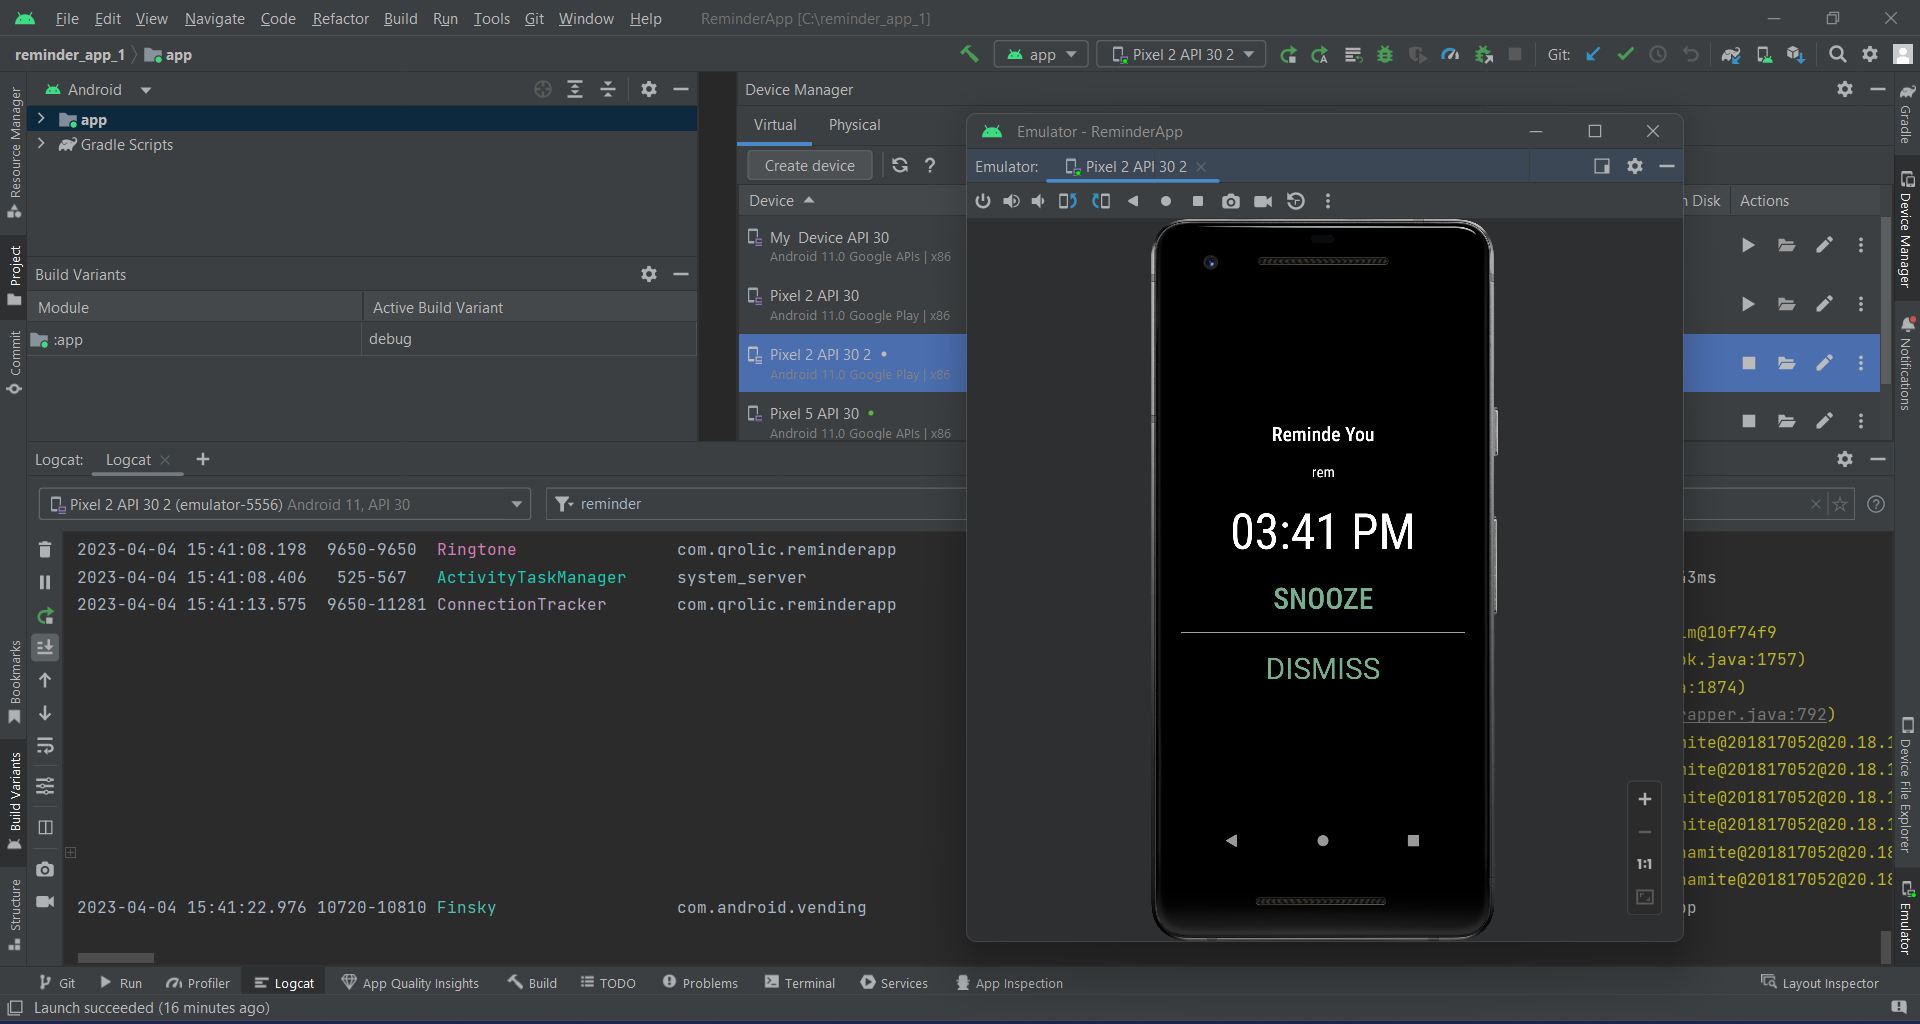 File Edit View Navigate Code Refactor Build Run Tools Git Window Help ReminderApp [C:\reminder_app_1]
reminder_app_1 app
app Pixel 2 API 30 2 Git:
Android
app
Gradle Scripts
Build Variants
Module Active Build Variant
:app debug
Resource Manager
Project
Commit
Bookmarks
Build Variants
Structure
Device Manager
Virtual Physical
Create device ?
Device
My Device API 30
Android 11.0 Google APIs | x86
Pixel 2 API 30
Android 11.0 Google Play | x86
Pixel 2 API 30 2
Android 11.0 Google Play | x86
Pixel 5 API 30
Android 11.0 Google APIs | x86
Disk Actions
Emulator - ReminderApp
Emulator: Pixel 2 API 30 2
Reminde You
rem
03:41 PM
SNOOZE
DISMISS
1:1
Gradle
Device Manager
Notifications
Device File Explorer
Emulator
Logcat: Logcat
Pixel 2 API 30 2 (emulator-5556) Android 11, API 30 reminder
2023-04-04 15:41:08.198 9650-9650 Ringtone com.qrolic.reminderapp
2023-04-04 15:41:08.406 525-567 ActivityTaskManager system_server 43ms
2023-04-04 15:41:13.575 9650-11281 ConnectionTracker com.qrolic.reminderapp
m@10f74f9
k.java:1757)
:1874)
rapper.java:792)
mite@201817052@20.18.1
mite@201817052@20.18.1
mite@201817052@20.18.1
mite@201817052@20.18.1
amite@201817052@20.18
amite@201817052@20.18
2023-04-04 15:41:22.976 10720-10810 Finsky com.android.vending pp
Git Run Profiler Logcat App Quality Insights Build TODO Problems Terminal Services App Inspection Layout Inspector
Launch succeeded (16 minutes ago)